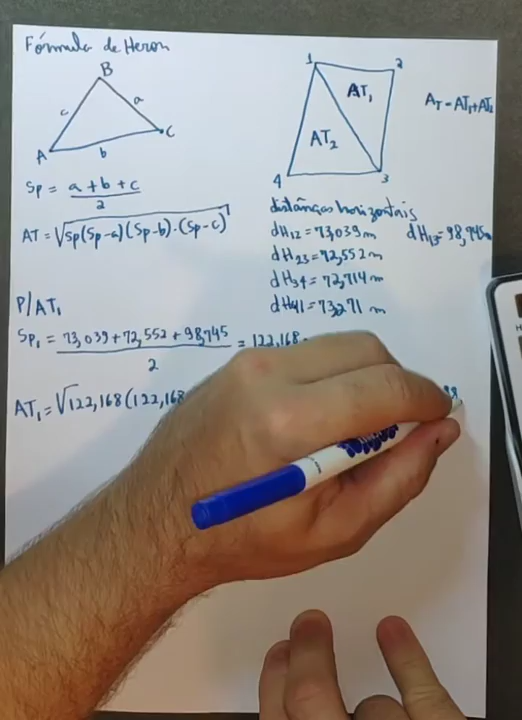 Fórmula de Heron
B
c a
A b C
Sp = a + b + c
2
AT = √Sp(Sp-a)(Sp-b)·(Sp-c)
1 2
AT1
AT2
4 3
AT = AT1 + AT2
distâncias horizontais
dH12 = 73,039 m dH13 = 98,745m
dH23 = 72,552 m
dH34 = 72,714 m
dH41 = 73,271 m
P/AT1
Sp1 = 73,039 + 72,552 + 98,745 = 122,168
2
AT1 = √122,168(122,168 98,